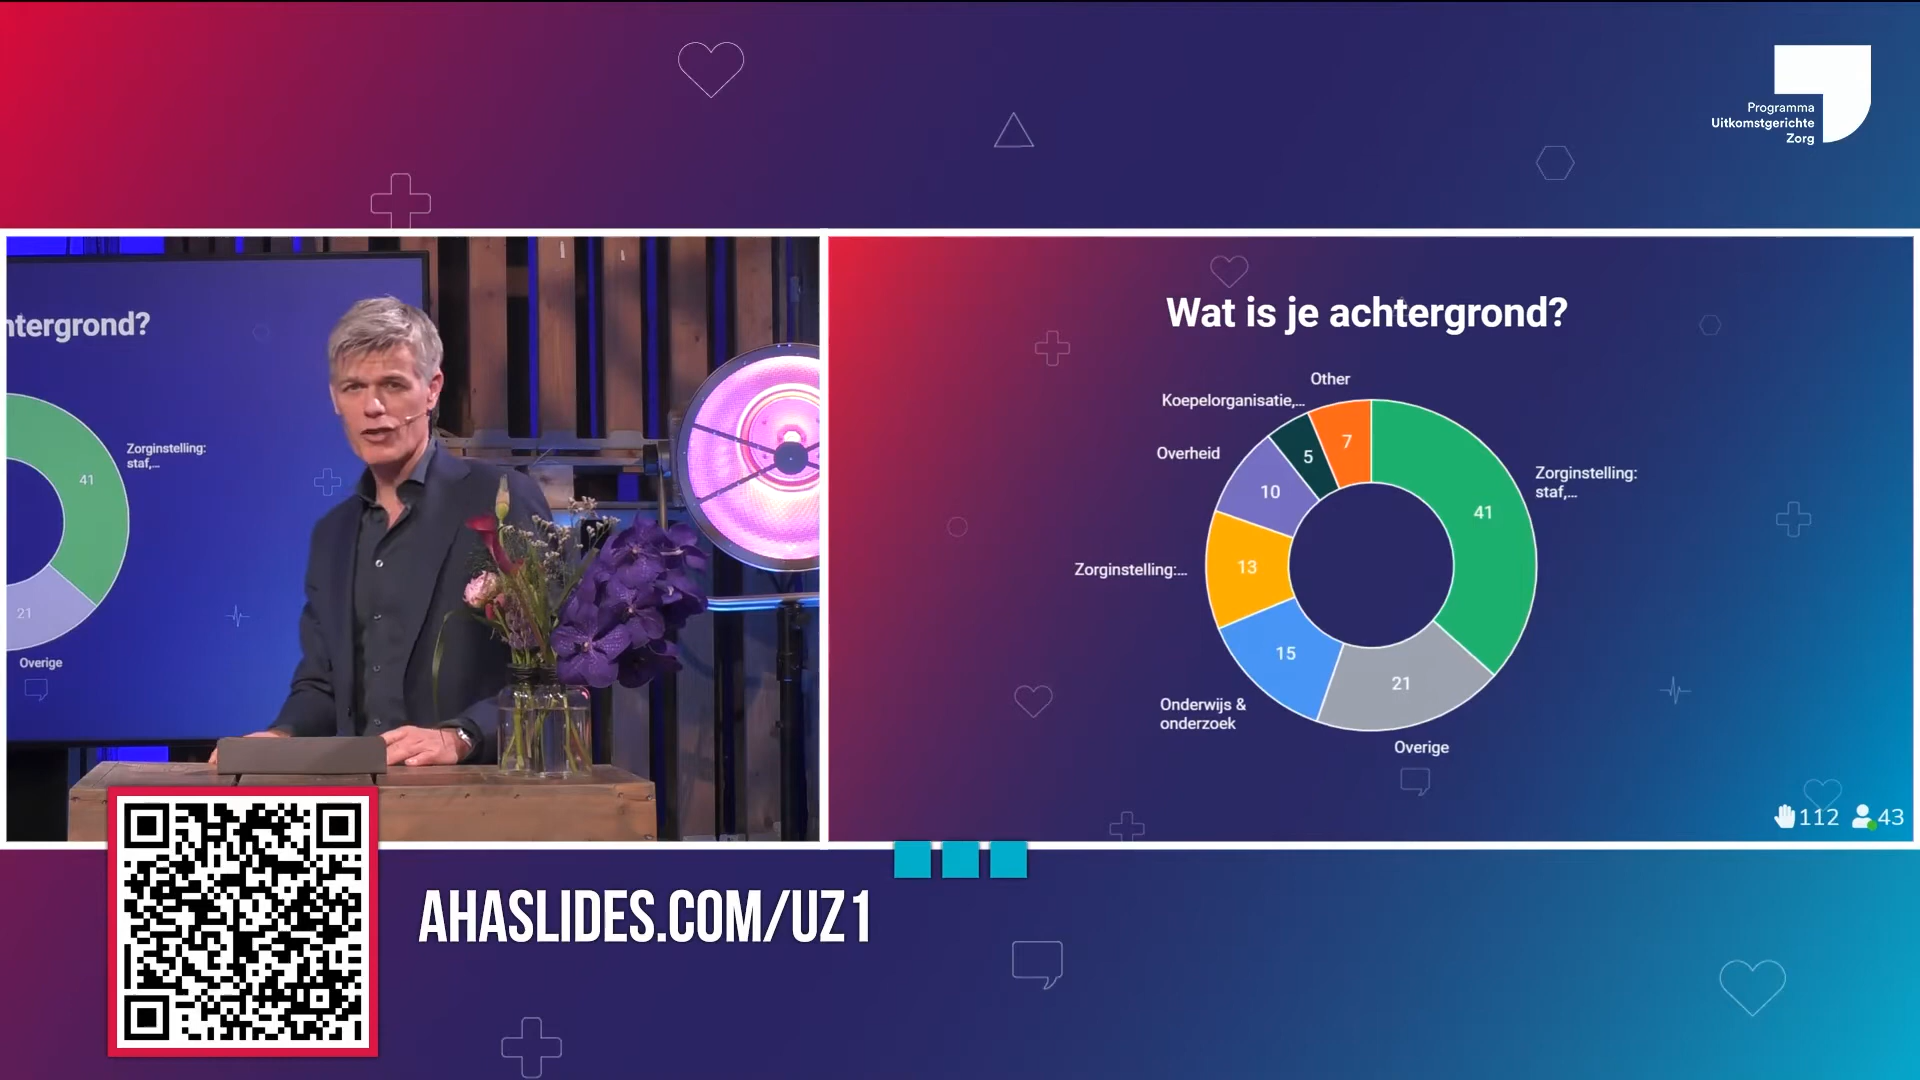 Programma
Uitkomstgerichte
Zorg
ntergrond?
41
Zorginstelling:
staf,...
21
Overige
Wat is je achtergrond?
Other
Koepelorganisatie,...
Overheid
Zorginstelling:...
Onderwijs &
onderzoek
Overige
Zorginstelling:
staf,...
7
5
10
13
15
21
41
112
43
AHASLIDES.COM/UZ1